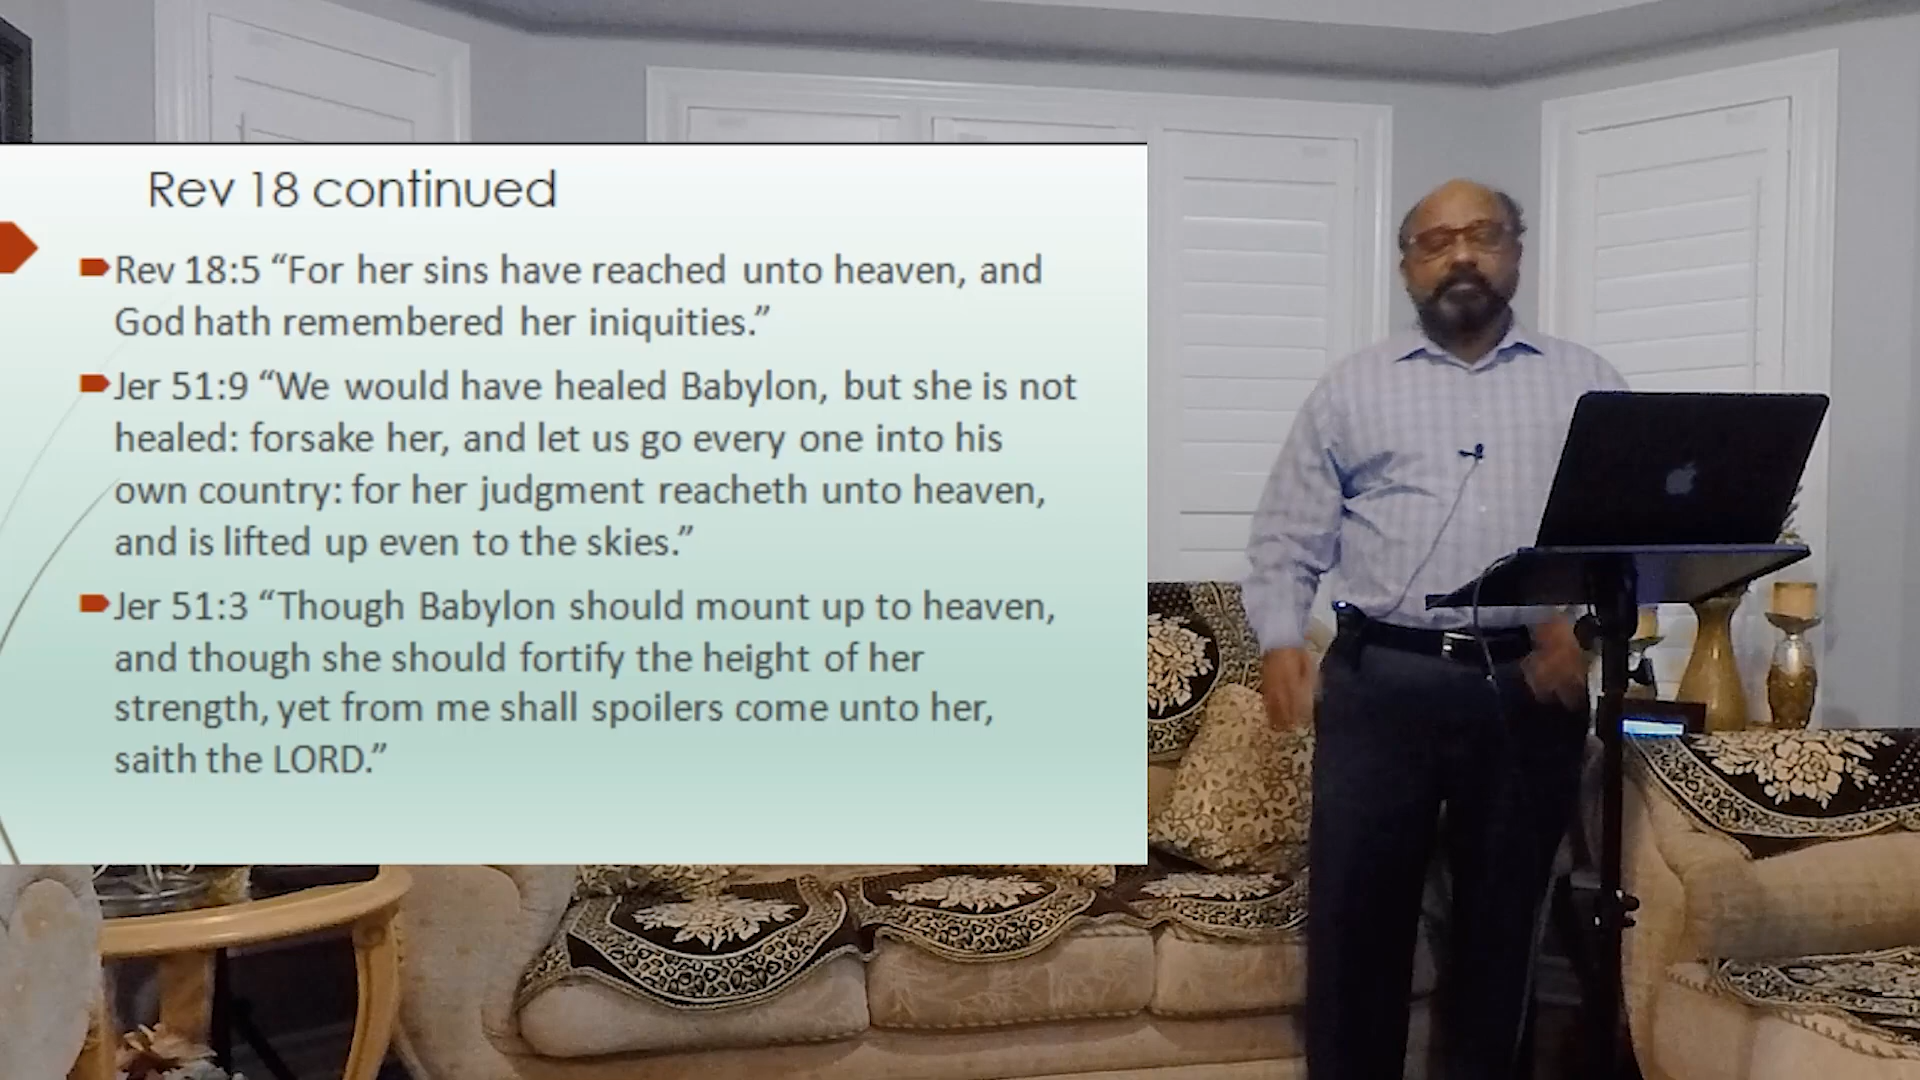 Rev 18 continued
Rev 18:5 “For her sins have reached unto heaven, and
God hath remembered her iniquities.”
Jer 51:9 “We would have healed Babylon, but she is not
healed: forsake her, and let us go every one into his
own country: for her judgment reacheth unto heaven,
and is lifted up even to the skies.”
Jer 51:3 “Though Babylon should mount up to heaven,
and though she should fortify the height of her
strength, yet from me shall spoilers come unto her,
saith the LORD.”